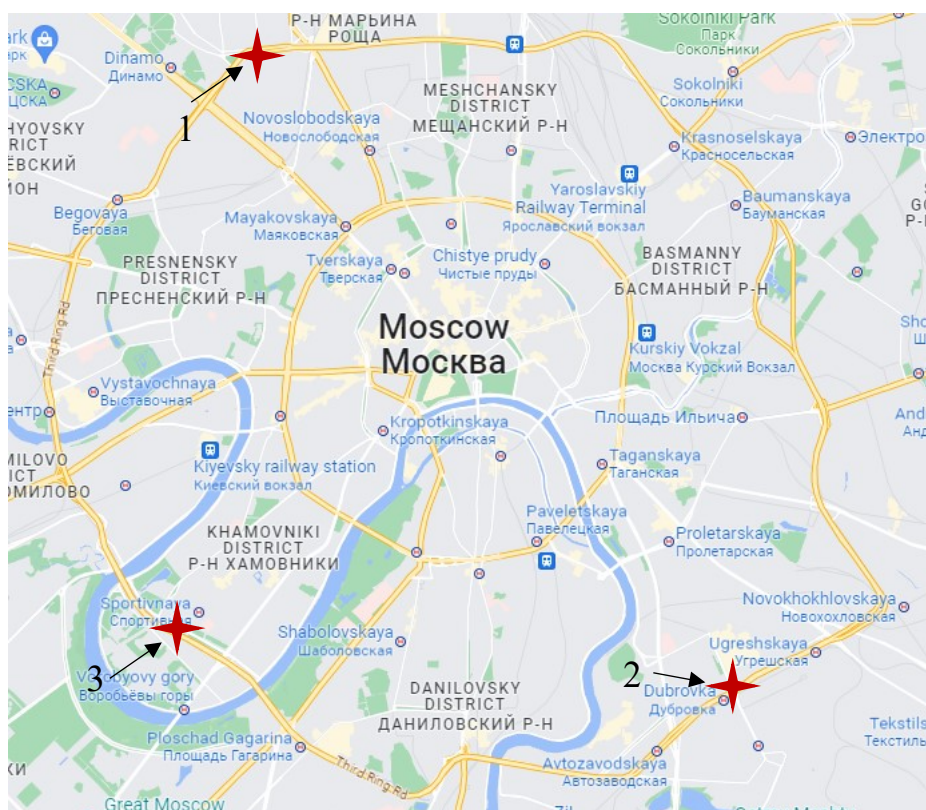 Р-Н МАРЬИНА
РОЩА
Sokolniki Park
Парк
Сокольники
Dinamo
Динамо
Sokolniki
Сокольники
MESHCHANSKY
DISTRICT
МЕЩАНСКИЙ Р-Н
1
Novoslobodskaya
Новослободская
Krasnoselskaya
Красносельская
Электро
Begovaya
Беговая
Yaroslavskiy
Railway Terminal
Ярославский вокзал
Baumanskaya
Бауманская
Mayakovskaya
Маяковская
PRESNENSKY
DISTRICT
ПРЕСНЕНСКИЙ Р-Н
Tverskaya
Тверская
Chistye prudy
Чистые пруды
BASMANNY
DISTRICT
БАСМАННЫЙ Р-Н
Third Ring Rd
Moscow
Москва
Kurskiy Vokzal
Москва Курский Вокзал
Vystavochnaya
Выставочная
Kropotkinskaya
Кропоткинская
Площадь Ильича
Kiyevsky railway station
Киевский вокзал
Taganskaya
Таганская
Paveletskaya
Павелецкая
Proletarskaya
Пролетарская
KHAMOVNIKI
DISTRICT
Р-Н ХАМОВНИКИ
Sportivnaya
Спортивная
Novokhokhlovskaya
Новохохловская
Shabolovskaya
Шаболовская
Ugreshskaya
Угрешская
3
2
Vorobyovy gory
Воробьёвы горы
DANILOVSKY
DISTRICT
ДАНИЛОВСКИЙ Р-Н
Dubrovka
Дубровка
Ploschad Gagarina
Площадь Гагарина
Third Ring Rd
Avtozavodskaya
Автозаводская
Tekstils
Текстиль
Great Moscow